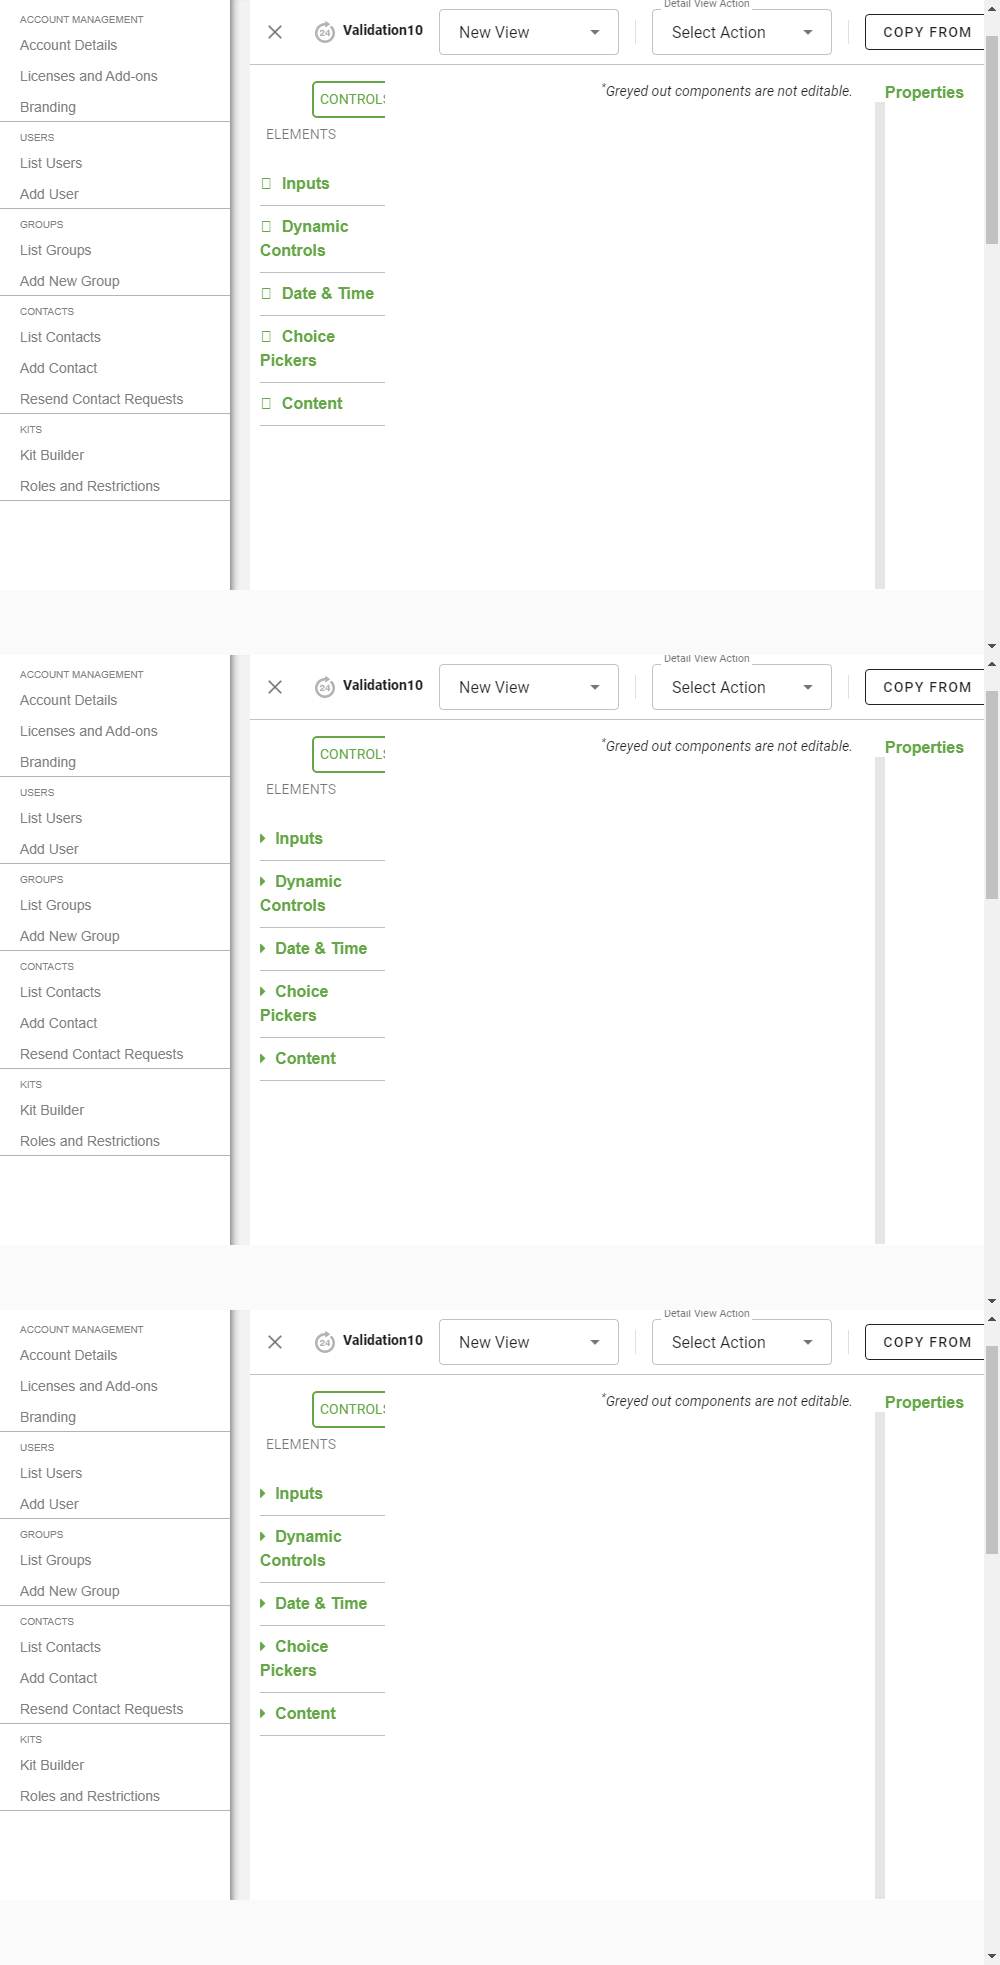 ACCOUNT MANAGEMENT
Account Details
Licenses and Add-ons
Branding
USERS
List Users
Add User
GROUPS
List Groups
Add New Group
CONTACTS
List Contacts
Add Contact
Resend Contact Requests
KITS
Kit Builder
Roles and Restrictions
24 Validation10
New View
Detail View Action
Select Action
COPY FROM
CONTROLS
ELEMENTS
Inputs
Dynamic
Controls
Date & Time
Choice
Pickers
Content
*Greyed out components are not editable.
Properties
ACCOUNT MANAGEMENT
Account Details
Licenses and Add-ons
Branding
USERS
List Users
Add User
GROUPS
List Groups
Add New Group
CONTACTS
List Contacts
Add Contact
Resend Contact Requests
KITS
Kit Builder
Roles and Restrictions
24 Validation10
New View
Detail View Action
Select Action
COPY FROM
CONTROLS
ELEMENTS
Inputs
Dynamic
Controls
Date & Time
Choice
Pickers
Content
*Greyed out components are not editable.
Properties
ACCOUNT MANAGEMENT
Account Details
Licenses and Add-ons
Branding
USERS
List Users
Add User
GROUPS
List Groups
Add New Group
CONTACTS
List Contacts
Add Contact
Resend Contact Requests
KITS
Kit Builder
Roles and Restrictions
24 Validation10
New View
Detail View Action
Select Action
COPY FROM
CONTROLS
ELEMENTS
Inputs
Dynamic
Controls
Date & Time
Choice
Pickers
Content
*Greyed out components are not editable.
Properties